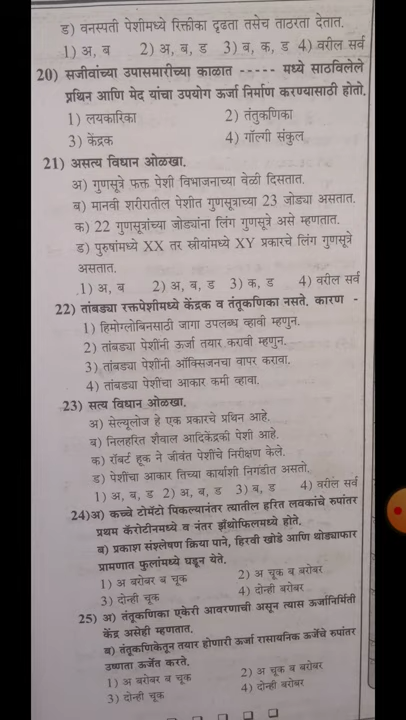 ड) वनस्पती पेशीमध्ये रिक्तीका दृढता तसेच ताठरता देतात.
1) अ, ब 2) अ, ब, ड 3) ब, क, ड 4) वरील सर्व
20) सजीवांच्या उपासमारीच्या काळात ----- मध्ये साठविलेले
प्रथिन आणि मेद यांचा उपयोग ऊर्जा निर्माण करण्यासाठी होतो.
1) लयकारिका 2) तंतुकणिका
3) केंद्रक 4) गॉल्गी संकुल
21) असत्य विधान ओळखा.
अ) गुणसूत्रे फक्त पेशी विभाजनाच्या वेळी दिसतात.
ब) मानवी शरीरातील पेशीत गुणसूत्राच्या 23 जोड्या असतात.
क) 22 गुणसूत्रांच्या जोड्यांना लिंग गुणसूत्रे असे म्हणतात.
ड) पुरुषांमध्ये XX तर स्रीयांमध्ये XY प्रकारचे लिंग गुणसूत्रे
असतात.
1) अ, ब 2) अ, ब, ड 3) क, ड 4) वरील सर्व
22) तांबड्या रक्तपेशीमध्ये केंद्रक व तंतूकणिका नसते. कारण -
1) हिमोग्लोबिनसाठी जागा उपलब्ध व्हावी म्हणुन.
2) तांबड्या पेशींनी ऊर्जा तयार करावी म्हणुन.
3) तांबड्या पेशींनी ऑक्सिजनचा वापर करावा.
4) तांबड्या पेशींचा आकार कमी व्हावा.
23) सत्य विधान ओळखा.
अ) सेल्यूलोज हे एक प्रकारचे प्रथिन आहे.
ब) निलहरित शैवाल आदिकेंद्रकी पेशी आहे.
क) रॉबर्ट हूक ने जीवंत पेशींचे निरीक्षण केले.
ड) पेशींचा आकार तिच्या कार्याशी निगडीत असतो.
1) अ, ब, ड 2) अ, ब, ड 3) ब, ड 4) वरील सर्व
24)अ) कच्चे टोमॅटो पिकल्यानंतर त्यातील हरित लवकांचे रुपांतर
प्रथम कॅरोटीनमध्ये व नंतर झॅथोफिलमध्ये होते.
ब) प्रकाश संश्लेषण क्रिया पाने, हिरवी खोडे आणि थोड्याफार
प्रामणात फुलांमध्ये घडून येते.
1) अ बरोबर ब चूक 2) अ चूक ब बरोबर
3) दोन्ही चूक 4) दोन्ही बरोबर
25) अ) तंतूकणिका एकेरी आवरणाची असून त्यास ऊर्जानिर्मिती
केंद्र असेही म्हणतात.
ब) तंतूकणिकेतून तयार होणारी ऊर्जा रासायनिक ऊर्जेचे रुपांतर
उष्णता ऊर्जेत करते.
1) अ बरोबर ब चूक 2) अ चूक ब बरोबर
3) दोन्ही चूक 4) दोन्ही बरोबर